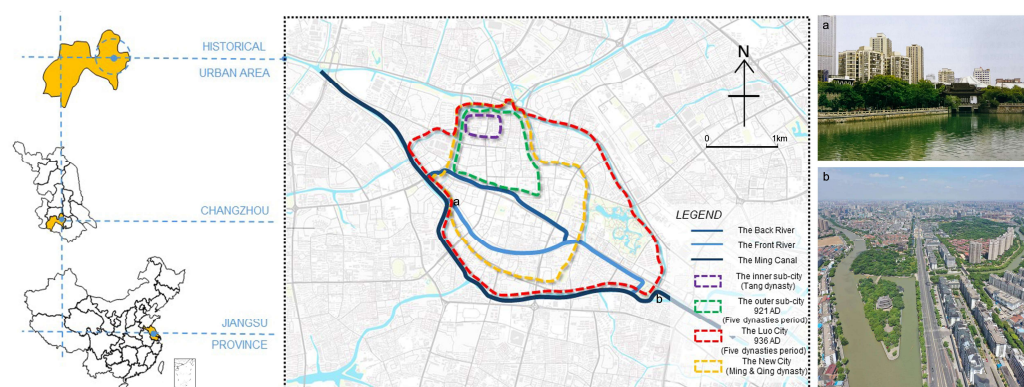 HISTORICAL
URBAN AREA
CHANGZHOU
JIANGSU
PROVINCE
N
0 1km
a
b
LEGEND
The Back River
The Front River
The Ming Canal
The inner sub-city
(Tang dynasty)
The outer sub-city
921 AD
(Five dynasties period)
The Luo City
936 AD
(Five dynasties period)
The New City
(Ming & Qing dynasty)
a
b